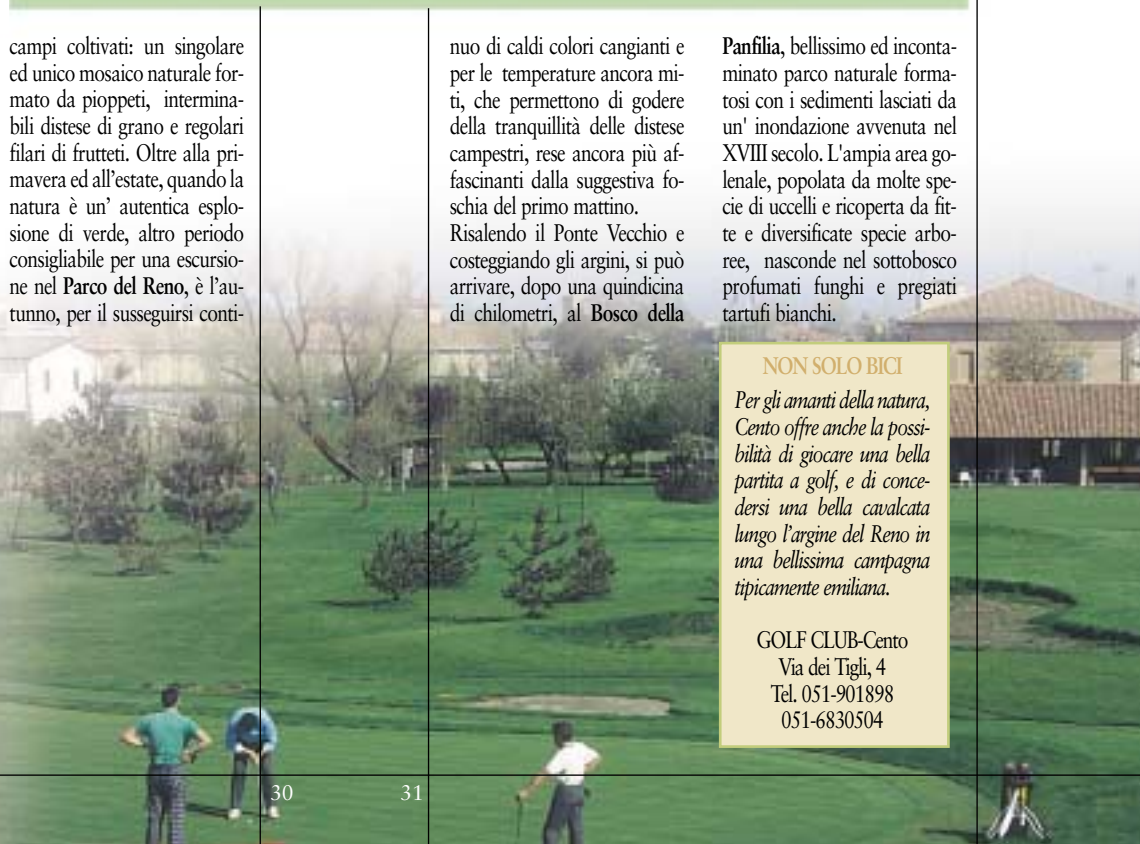 campi coltivati: un singolare
ed unico mosaico naturale for-
mato da pioppeti, intermina-
bili distese di grano e regolari
filari di frutteti. Oltre alla pri-
mavera ed all'estate, quando la
natura è un' autentica esplo-
sione di verde, altro periodo
consigliabile per una escursio-
ne nel Parco del Reno, è l'au-
tunno, per il susseguirsi conti-
nuo di caldi colori cangianti e
per le temperature ancora mi-
ti, che permettono di godere
della tranquillità delle distese
campestri, rese ancora più af-
fascinanti dalla suggestiva fo-
schia del primo mattino.
Risalendo il Ponte Vecchio e
costeggiando gli argini, si può
arrivare, dopo una quindicina
di chilometri, al Bosco della
Panfilia, bellissimo ed inconta-
minato parco naturale forma-
tosi con i sedimenti lasciati da
un' inondazione avvenuta nel
XVIII secolo. L'ampia area go-
lenale, popolata da molte spe-
cie di uccelli e ricoperta da fit-
te e diversificate specie arbo-
ree, nasconde nel sottobosco
profumati funghi e pregiati
tartufi bianchi.
NON SOLO BICI
Per gli amanti della natura,
Cento offre anche la possi-
bilità di giocare una bella
partita a golf, e di conce-
dersi una bella cavalcata
lungo l'argine del Reno in
una bellissima campagna
tipicamente emiliana.
GOLF CLUB-Cento
Via dei Tigli, 4
Tel. 051-901898
051-6830504
30
31